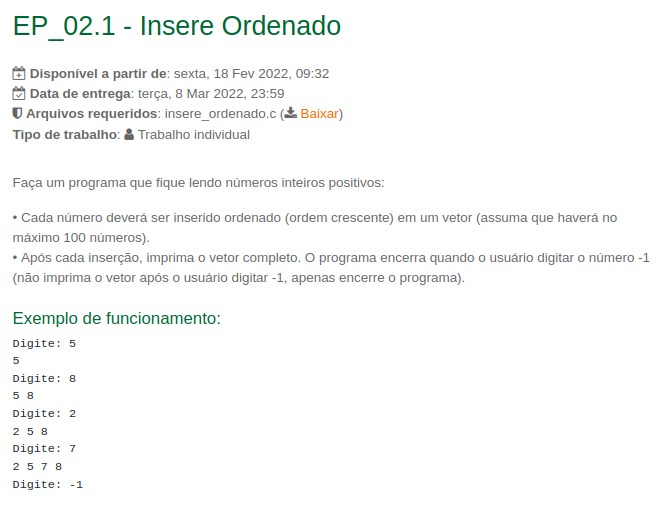 EP_02.1 - Insere Ordenado
Disponível a partir de: sexta, 18 Fev 2022, 09:32
Data de entrega: terça, 8 Mar 2022, 23:59
Arquivos requeridos: insere_ordenado.c (Baixar)
Tipo de trabalho: Trabalho individual
Faça um programa que fique lendo números inteiros positivos:
• Cada número deverá ser inserido ordenado (ordem crescente) em um vetor (assuma que haverá no
máximo 100 números).
• Após cada inserção, imprima o vetor completo. O programa encerra quando o usuário digitar o número -1
(não imprima o vetor após o usuário digitar -1, apenas encerre o programa).
Exemplo de funcionamento:
Digite: 5
5
Digite: 8
5 8
Digite: 2
2 5 8
Digite: 7
2 5 7 8
Digite: -1